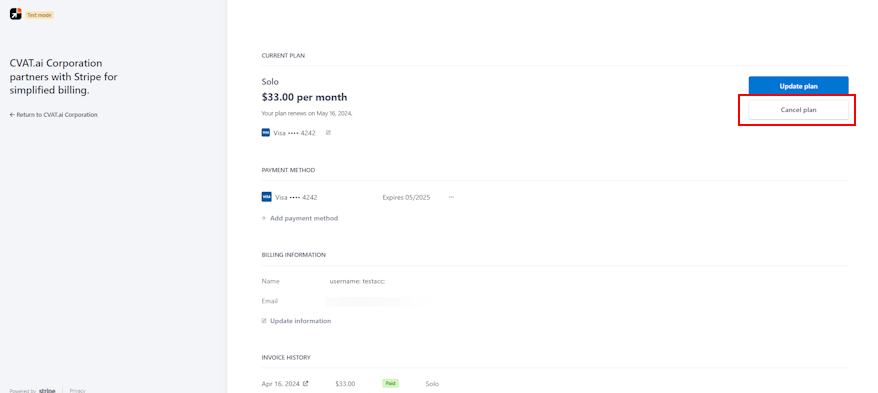 Test mode
CVAT.ai Corporation
partners with Stripe for
simplified billing.
← Return to CVAT.ai Corporation
Powered by stripe
Privacy
CURRENT PLAN
Solo
$33.00 per month
Your plan renews on May 16, 2024.
VISA Visa •••• 4242
Update plan
Cancel plan
PAYMENT METHOD
VISA Visa •••• 4242 Expires 05/2025 ···
+ Add payment method
BILLING INFORMATION
Name username: testacc;
Email
Update information
INVOICE HISTORY
Apr 16, 2024 $33.00 Paid Solo